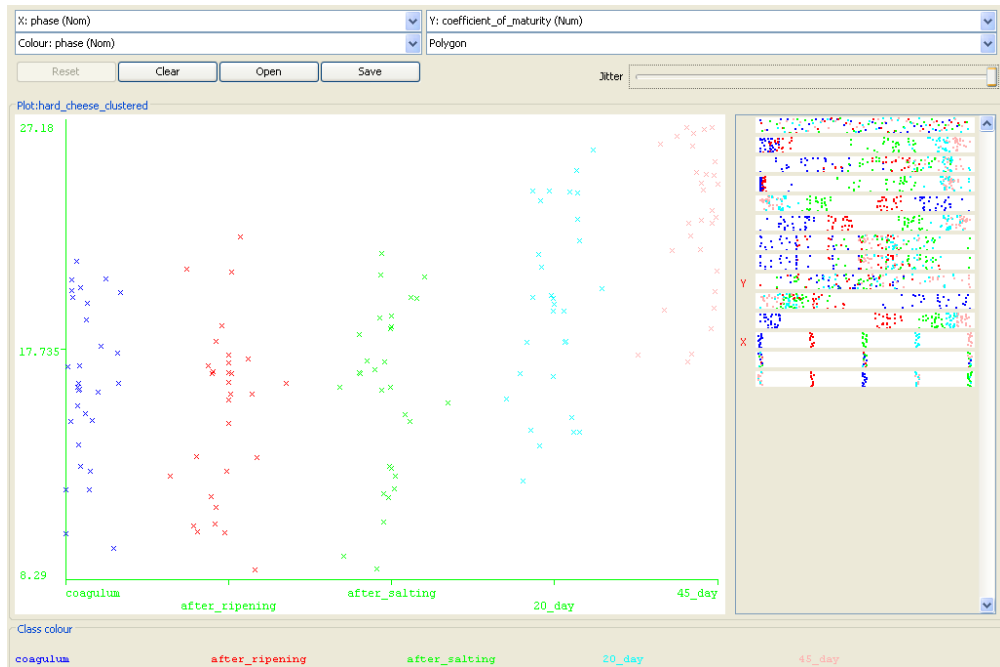 X: phase (Nom)
Y: coefficient_of_maturity (Num)
Colour: phase (Nom)
Polygon
Reset
Clear
Open
Save
Jitter
Plot:hard_cheese_clustered
27.18
17.735
8.29
coagulum
after_ripening
after_salting
20_day
45_day
Y
X
Class colour
coagulum after_ripening after_salting 20_day 45_day